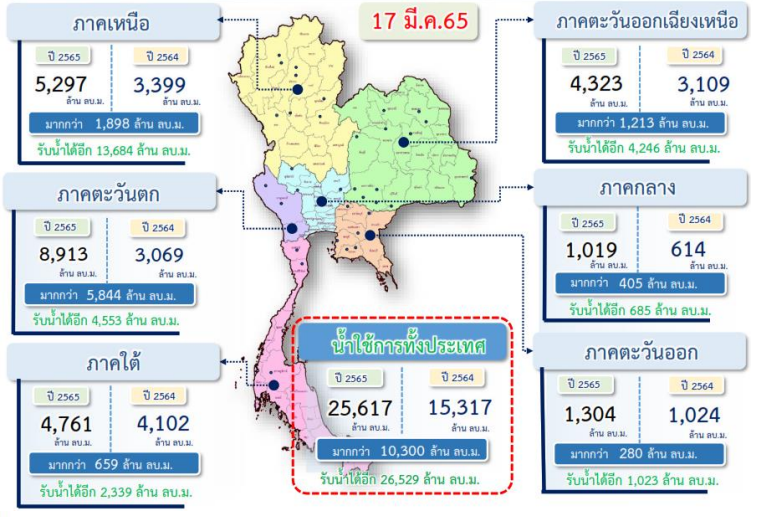 17 มี.ค.65
ภาคเหนือ
ปี 2565 ปี 2564
5,297 3,399
ล้าน ลบ.ม. ล้าน ลบ.ม.
มากกว่า 1,898 ล้าน ลบ.ม.
รับน้ำได้อีก 13,684 ล้าน ลบ.ม.
ภาคตะวันออกเฉียงเหนือ
ปี 2565 ปี 2564
4,323 3,109
ล้าน ลบ.ม. ล้าน ลบ.ม.
มากกว่า 1,213 ล้าน ลบ.ม.
รับน้ำได้อีก 4,246 ล้าน ลบ.ม.
ภาคตะวันตก
ปี 2565 ปี 2564
8,913 3,069
ล้าน ลบ.ม. ล้าน ลบ.ม.
มากกว่า 5,844 ล้าน ลบ.ม.
รับน้ำได้อีก 4,553 ล้าน ลบ.ม.
ภาคกลาง
ปี 2565 ปี 2564
1,019 614
ล้าน ลบ.ม. ล้าน ลบ.ม.
มากกว่า 405 ล้าน ลบ.ม.
รับน้ำได้อีก 685 ล้าน ลบ.ม.
ภาคใต้
ปี 2565 ปี 2564
4,761 4,102
ล้าน ลบ.ม. ล้าน ลบ.ม.
มากกว่า 659 ล้าน ลบ.ม.
รับน้ำได้อีก 2,339 ล้าน ลบ.ม.
น้ำใช้การทั้งประเทศ
ปี 2565 ปี 2564
25,617 15,317
ล้าน ลบ.ม. ล้าน ลบ.ม.
มากกว่า 10,300 ล้าน ลบ.ม.
รับน้ำได้อีก 26,529 ล้าน ลบ.ม.
ภาคตะวันออก
ปี 2565 ปี 2564
1,304 1,024
ล้าน ลบ.ม. ล้าน ลบ.ม.
มากกว่า 280 ล้าน ลบ.ม.
รับน้ำได้อีก 1,023 ล้าน ลบ.ม.